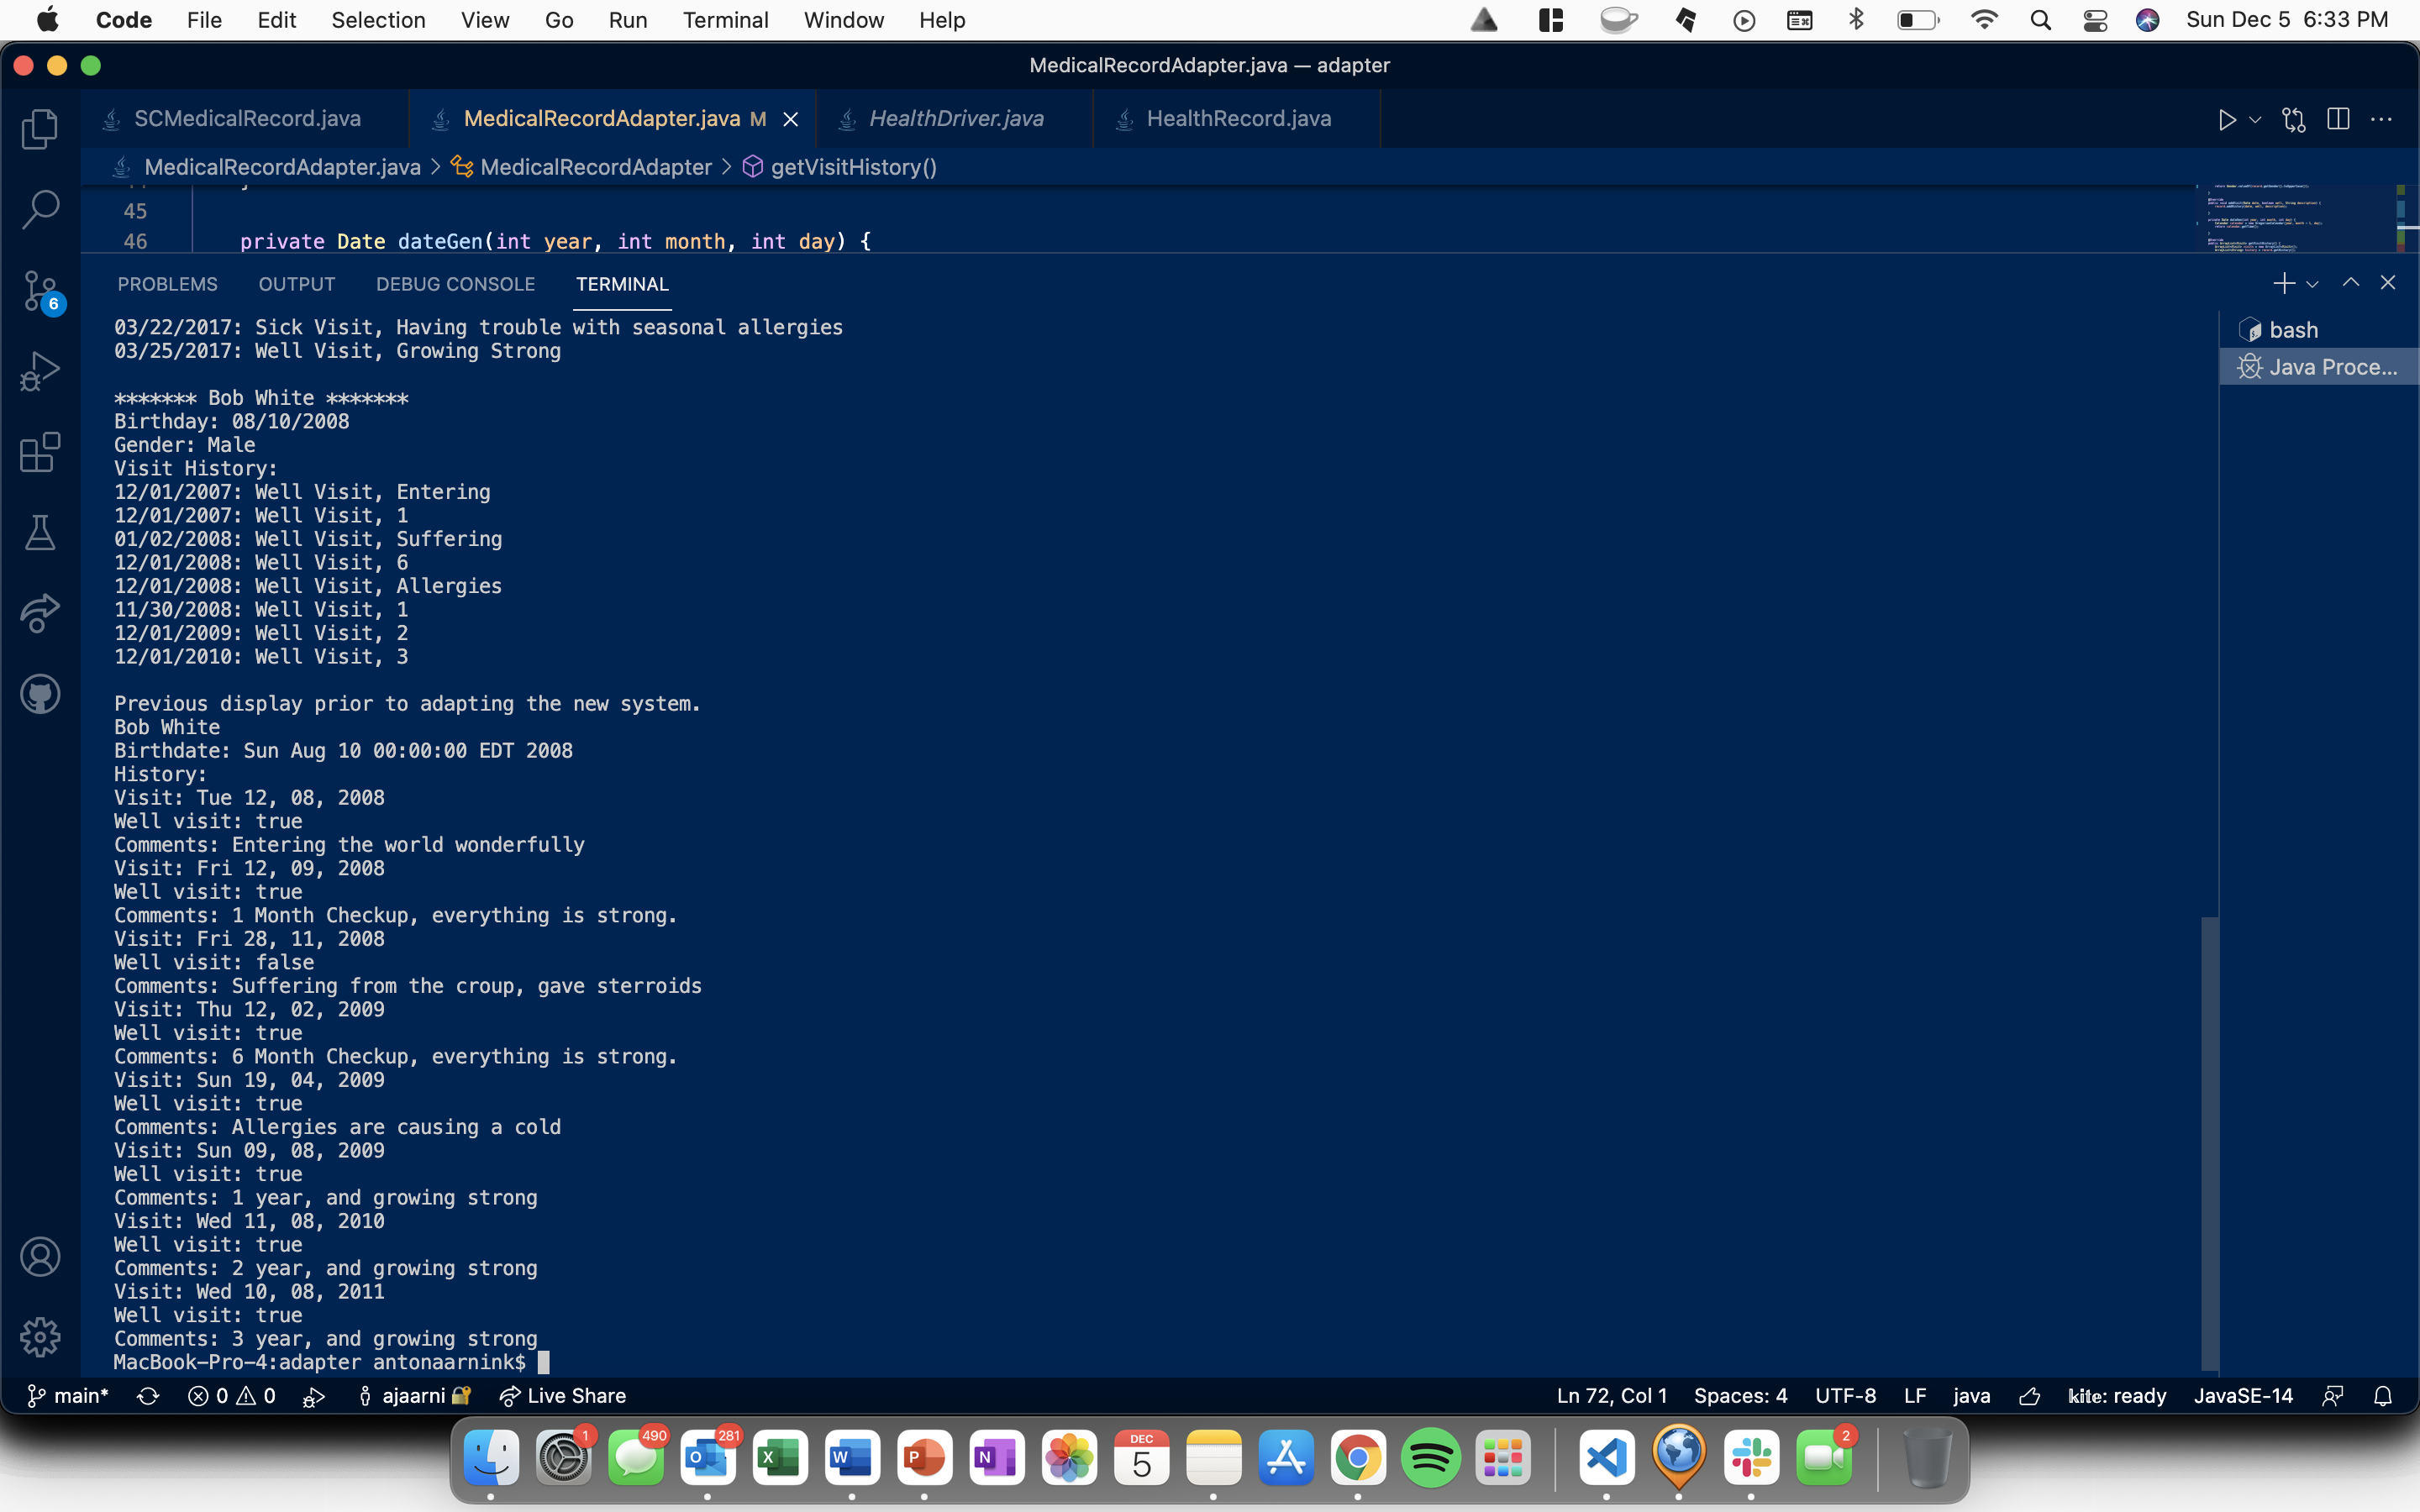 Code File Edit Selection View Go Run Terminal Window Help Sun Dec 5 6:33 PM
MedicalRecordAdapter.java — adapter
SCMedicalRecord.java MedicalRecordAdapter.java M HealthDriver.java HealthRecord.java
MedicalRecordAdapter.java > MedicalRecordAdapter > getVisitHistory()
45
46 private Date dateGen(int year, int month, int day) {
PROBLEMS OUTPUT DEBUG CONSOLE TERMINAL
bash
Java Proce...
03/22/2017: Sick Visit, Having trouble with seasonal allergies
03/25/2017: Well Visit, Growing Strong
******* Bob White *******
Birthday: 08/10/2008
Gender: Male
Visit History:
12/01/2007: Well Visit, Entering
12/01/2007: Well Visit, 1
01/02/2008: Well Visit, Suffering
12/01/2008: Well Visit, 6
12/01/2008: Well Visit, Allergies
11/30/2008: Well Visit, 1
12/01/2009: Well Visit, 2
12/01/2010: Well Visit, 3
Previous display prior to adapting the new system.
Bob White
Birthdate: Sun Aug 10 00:00:00 EDT 2008
History:
Visit: Tue 12, 08, 2008
Well visit: true
Comments: Entering the world wonderfully
Visit: Fri 12, 09, 2008
Well visit: true
Comments: 1 Month Checkup, everything is strong.
Visit: Fri 28, 11, 2008
Well visit: false
Comments: Suffering from the croup, gave sterroids
Visit: Thu 12, 02, 2009
Well visit: true
Comments: 6 Month Checkup, everything is strong.
Visit: Sun 19, 04, 2009
Well visit: true
Comments: Allergies are causing a cold
Visit: Sun 09, 08, 2009
Well visit: true
Comments: 1 year, and growing strong
Visit: Wed 11, 08, 2010
Well visit: true
Comments: 2 year, and growing strong
Visit: Wed 10, 08, 2011
Well visit: true
Comments: 3 year, and growing strong
MacBook-Pro-4:adapter antonaarnink$
6
main* 0 0 ajaarni Live Share Ln 72, Col 1 Spaces: 4 UTF-8 LF java kite: ready JavaSE-14
1 490 281 DEC 5 2